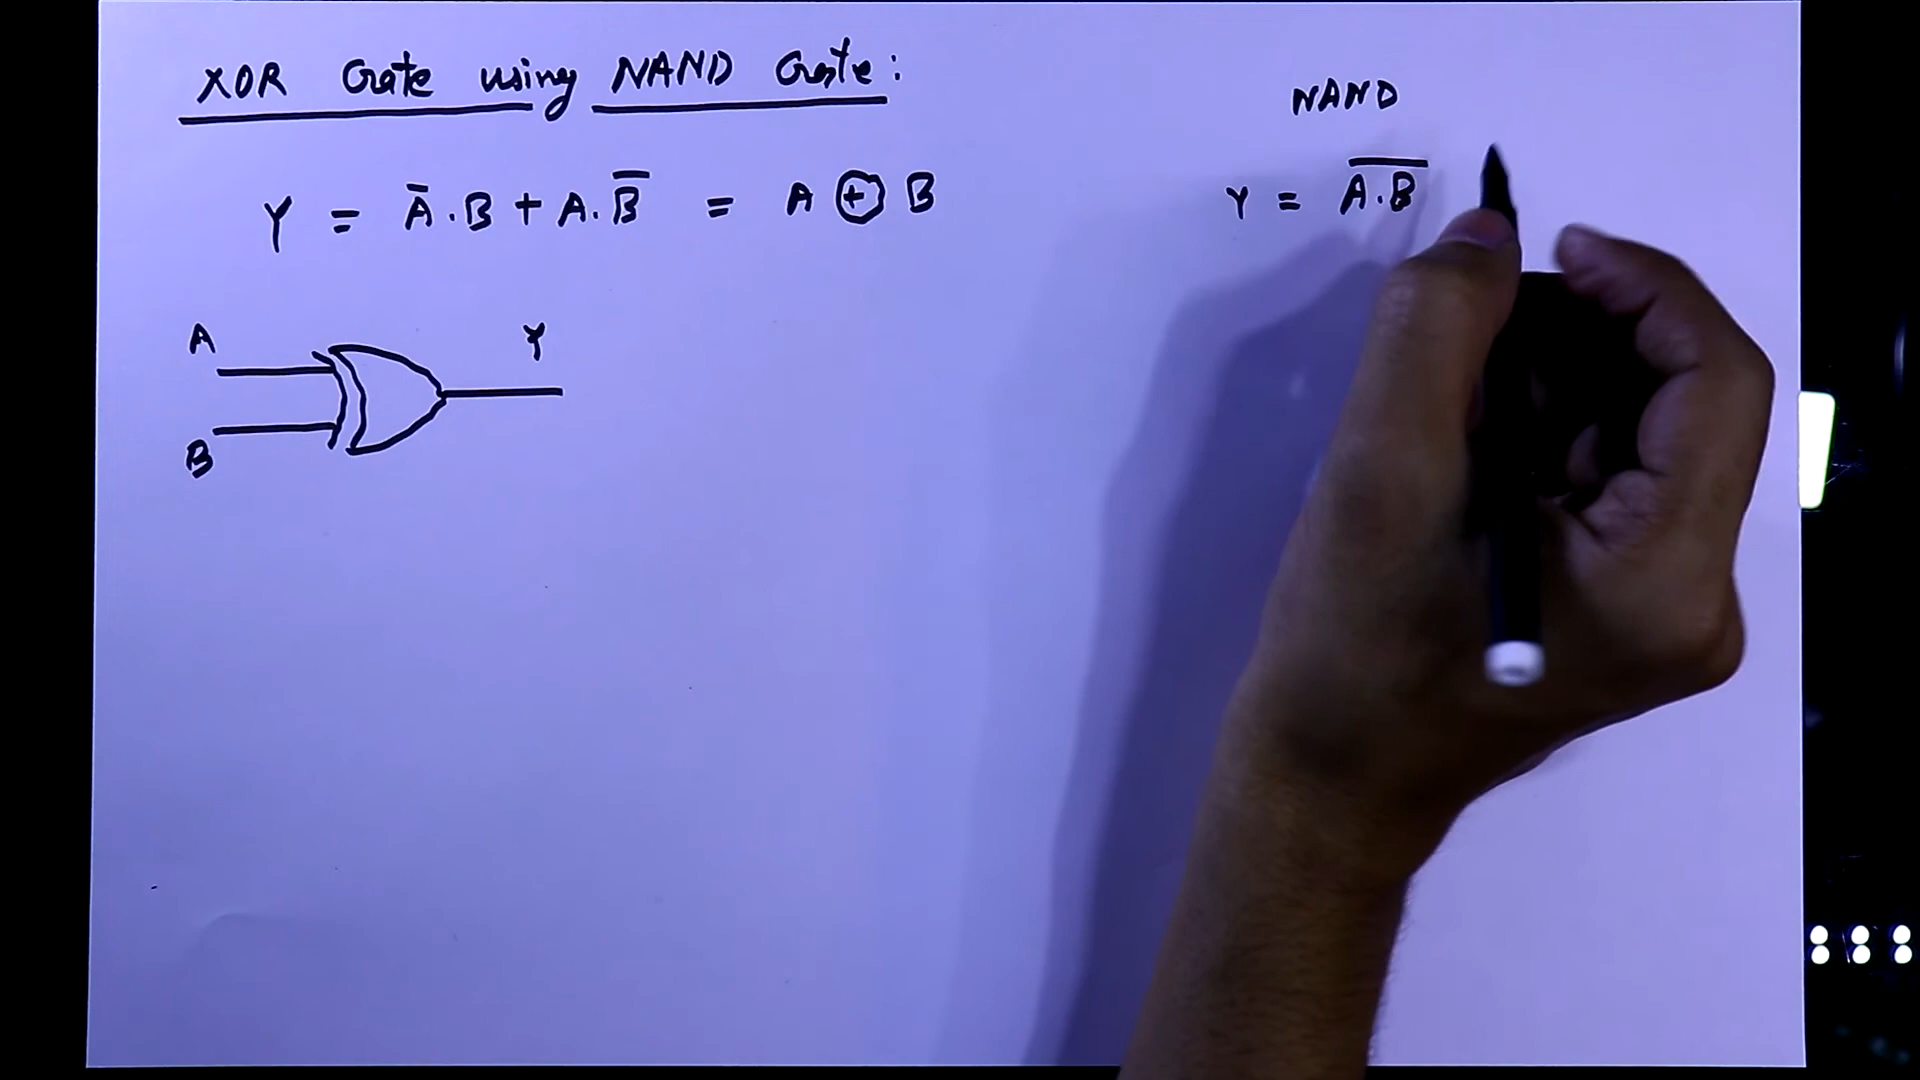 XOR Gate using NAND Gate:
Y = A̅.B + A.B̅ = A ⊕ B
A
Y
B
NAND
Y = A̅.̅B̅